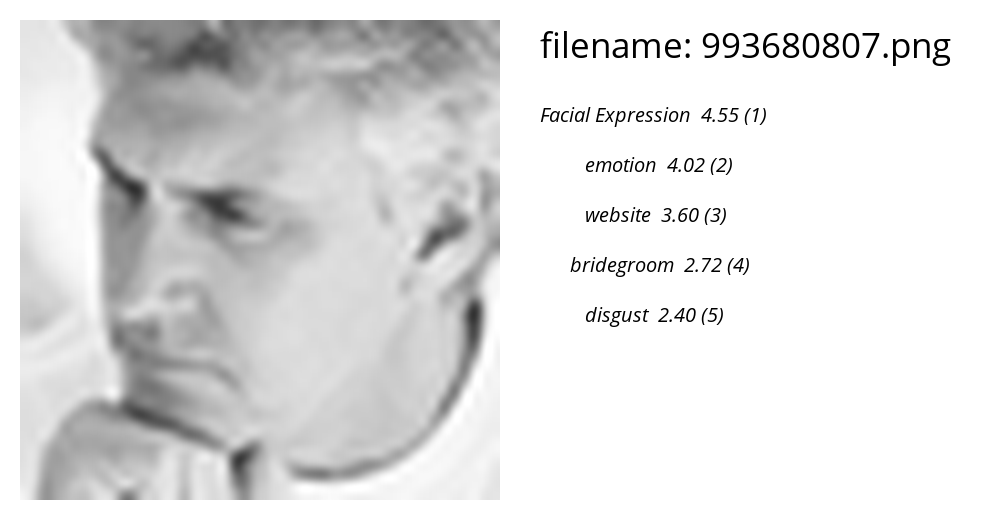 filename: 993680807.png
Facial Expression 4.55 (1)
emotion 4.02 (2)
website 3.60 (3)
bridegroom 2.72 (4)
disgust 2.40 (5)